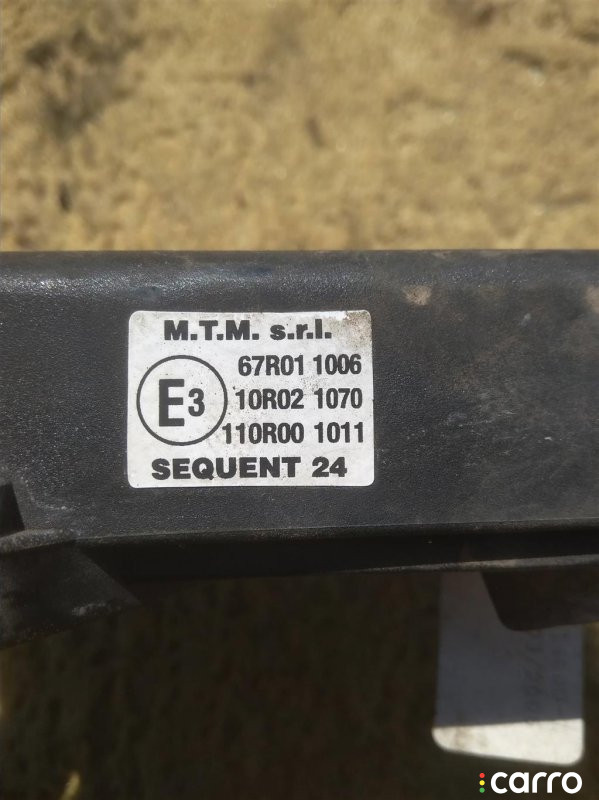 M.T.M. s.r.l.
E3
67R01 1006
10R02 1070
110R00 1011
SEQUENT 24
carro